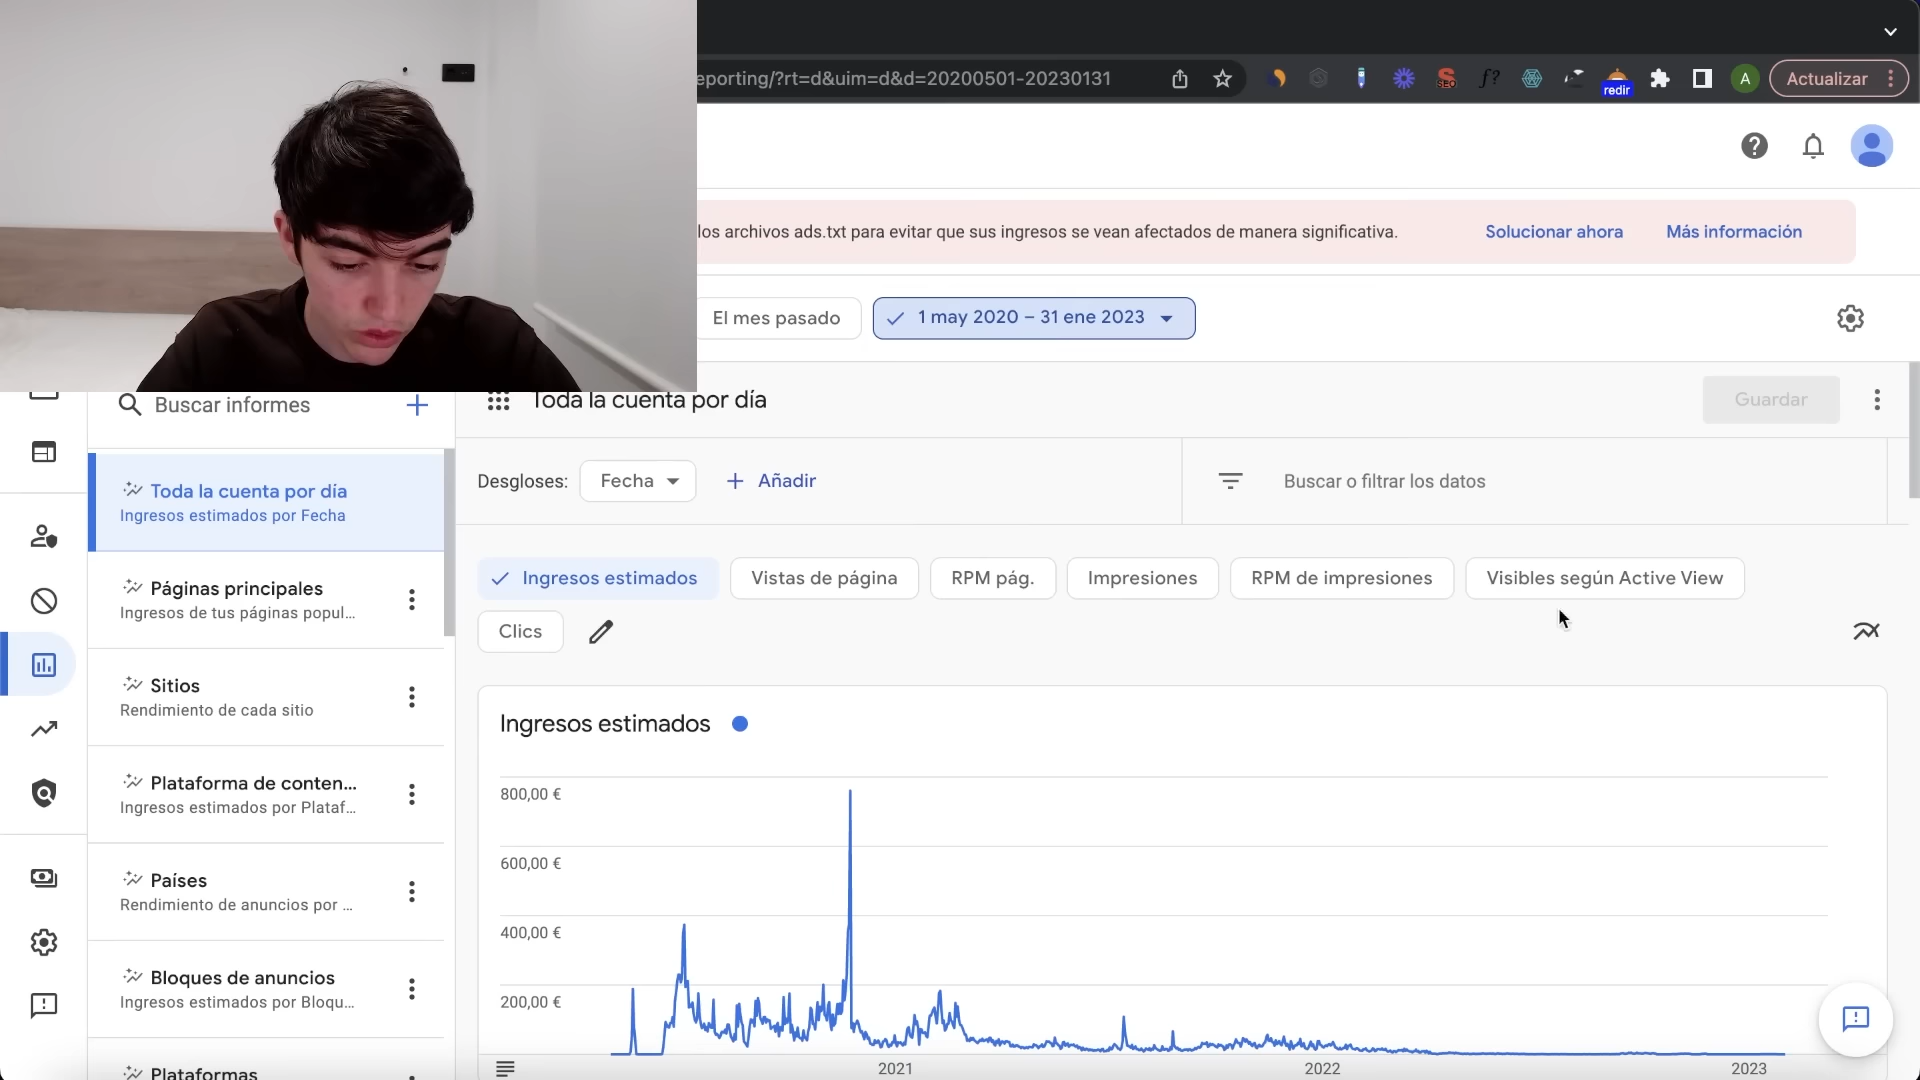 eporting/?rt=d&uim=d&d=20200501-20230131
SEO
f?
redir
A
Actualizar
los archivos ads.txt para evitar que sus ingresos se vean afectados de manera significativa.
Solucionar ahora
Más información
El mes pasado
1 may 2020 – 31 ene 2023
Buscar informes
Toda la cuenta por día
Guardar
Desgloses:
Fecha
Añadir
Buscar o filtrar los datos
Toda la cuenta por día
Ingresos estimados por Fecha
Páginas principales
Ingresos de tus páginas popul...
Sitios
Rendimiento de cada sitio
Plataforma de conten...
Ingresos estimados por Plataf...
Países
Rendimiento de anuncios por ...
Bloques de anuncios
Ingresos estimados por Bloqu...
Plataformas
Ingresos estimados
Vistas de página
RPM pág.
Impresiones
RPM de impresiones
Visibles según Active View
Clics
Ingresos estimados
800,00 €
600,00 €
400,00 €
200,00 €
2021
2022
2023